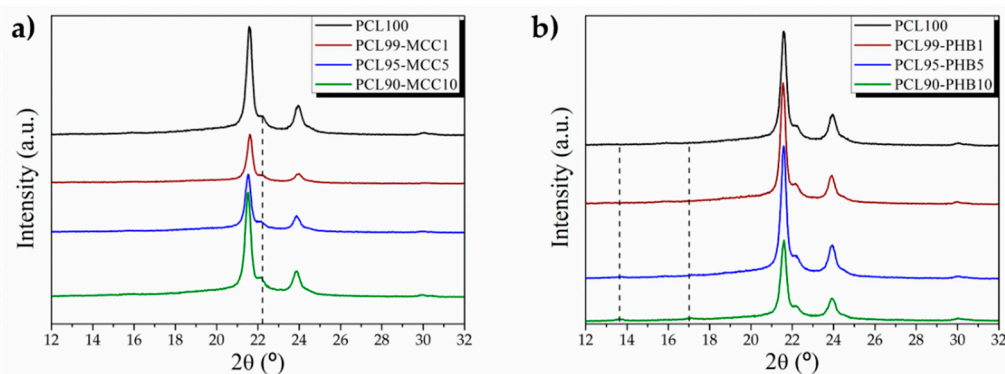 a)
PCL100
PCL99-MCC1
PCL95-MCC5
PCL90-MCC10
Intensity (a.u.)
12 14 16 18 20 22 24 26 28 30 32
2θ (°)
b)
PCL100
PCL99-PHB1
PCL95-PHB5
PCL90-PHB10
Intensity (a.u.)
12 14 16 18 20 22 24 26 28 30 32
2θ (°)